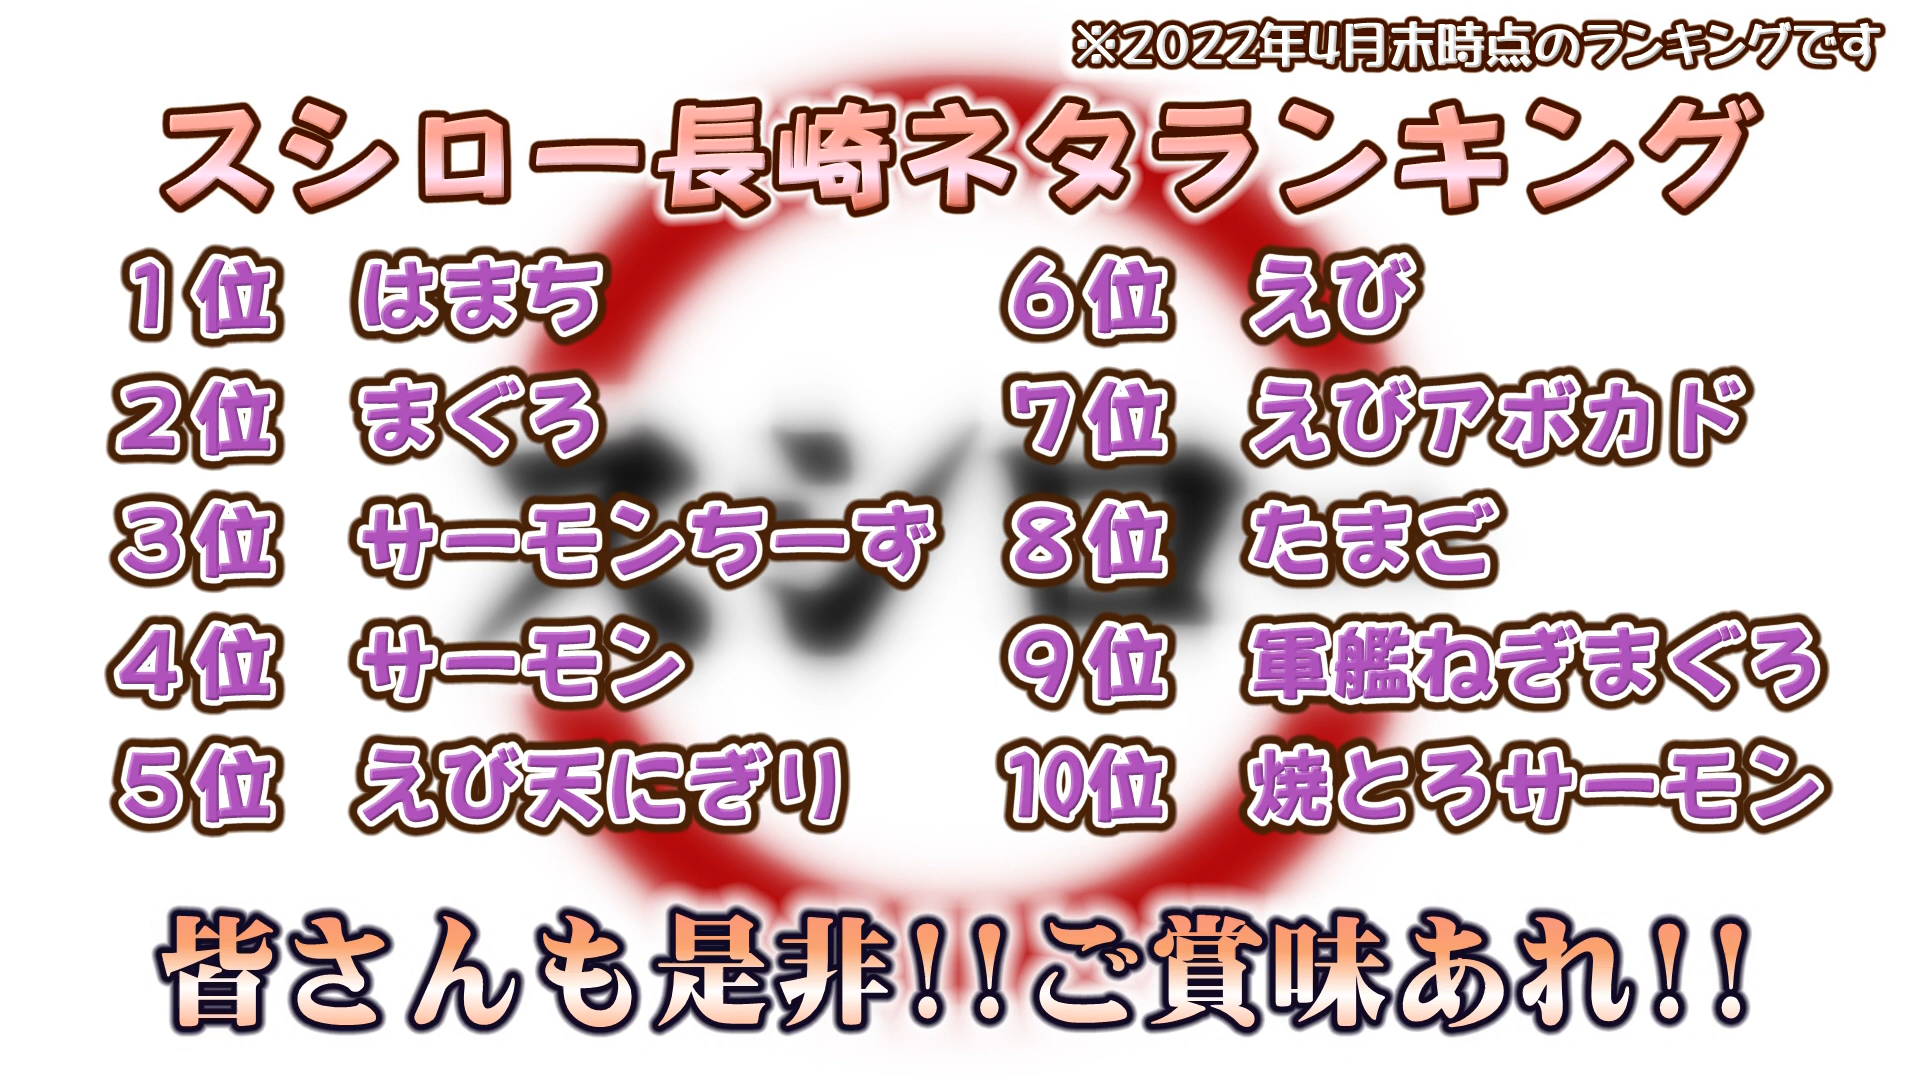 ※2022年4月末時点のランキングです
スシロー長崎ネタランキング
1位 はまち
2位 まぐろ
3位 サーモンちーず
4位 サーモン
5位 えび天にぎり
6位 えび
7位 えびアボカド
8位 たまご
9位 軍艦ねぎまぐろ
10位 焼とろサーモン
スシロー
皆さんも是非!!ご賞味あれ!!